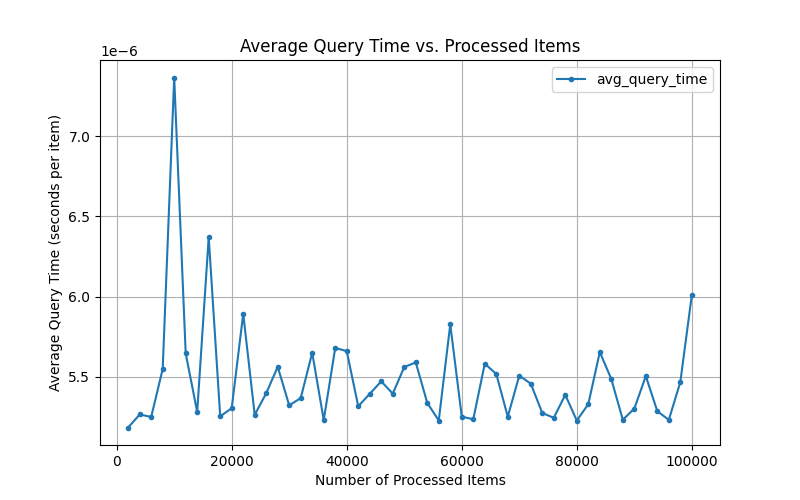 Average Query Time vs. Processed Items
1e−6
avg_query_time
7.0
6.5
6.0
5.5
Average Query Time (seconds per item)
0 20000 40000 60000 80000 100000
Number of Processed Items